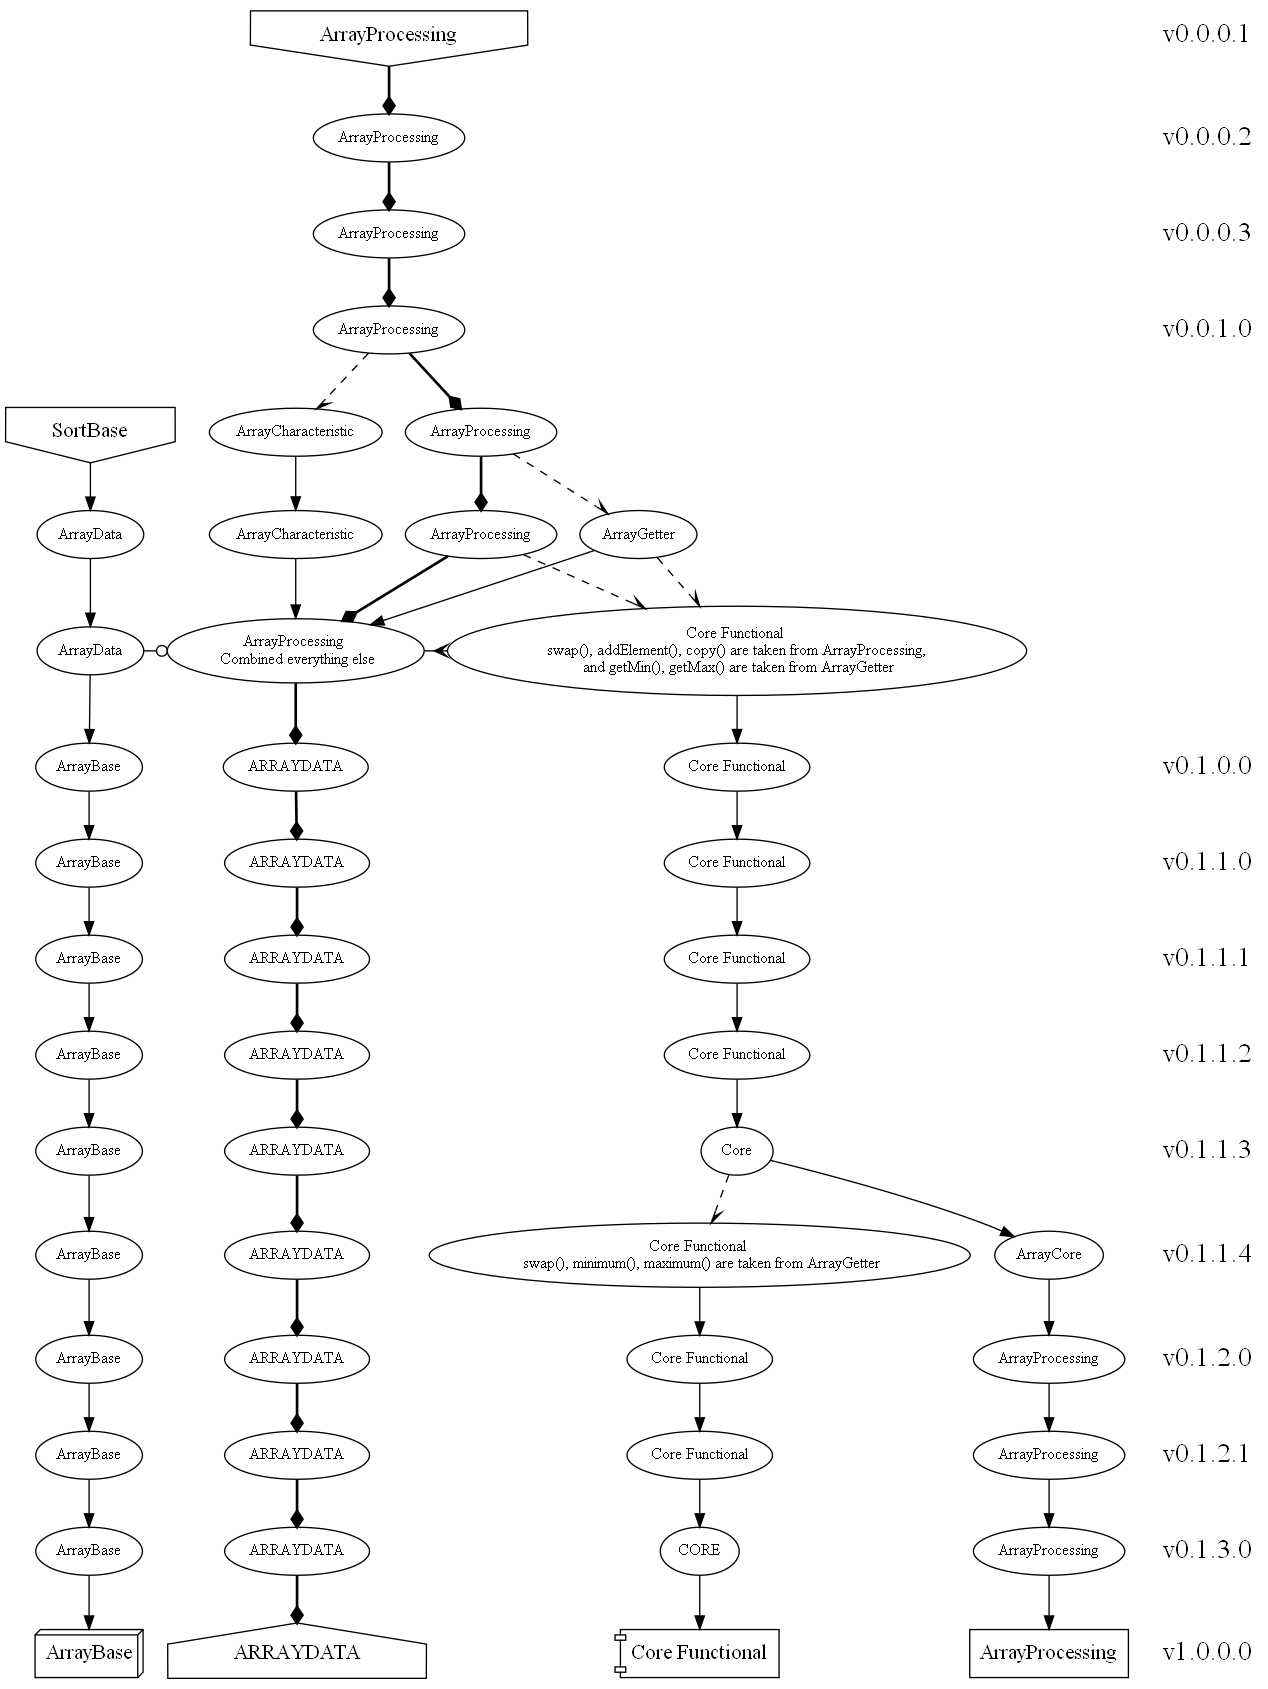 ArrayProcessing
v0.0.0.1
ArrayProcessing
v0.0.0.2
ArrayProcessing
v0.0.0.3
ArrayProcessing
v0.0.1.0
SortBase
ArrayCharacteristic
ArrayProcessing
ArrayData
ArrayCharacteristic
ArrayProcessing
ArrayGetter
ArrayData
ArrayProcessing
Combined everything else
Core Functional
swap(), addElement(), copy() are taken from ArrayProcessing,
and getMin(), getMax() are taken from ArrayGetter
ArrayBase
ARRAYDATA
Core Functional
v0.1.0.0
ArrayBase
ARRAYDATA
Core Functional
v0.1.1.0
ArrayBase
ARRAYDATA
Core Functional
v0.1.1.1
ArrayBase
ARRAYDATA
Core Functional
v0.1.1.2
ArrayBase
ARRAYDATA
Core
v0.1.1.3
ArrayBase
ARRAYDATA
Core Functional
swap(), minimum(), maximum() are taken from ArrayGetter
ArrayCore
v0.1.1.4
ArrayBase
ARRAYDATA
Core Functional
ArrayProcessing
v0.1.2.0
ArrayBase
ARRAYDATA
Core Functional
ArrayProcessing
v0.1.2.1
ArrayBase
ARRAYDATA
CORE
ArrayProcessing
v0.1.3.0
ArrayBase
ARRAYDATA
Core Functional
ArrayProcessing
v1.0.0.0